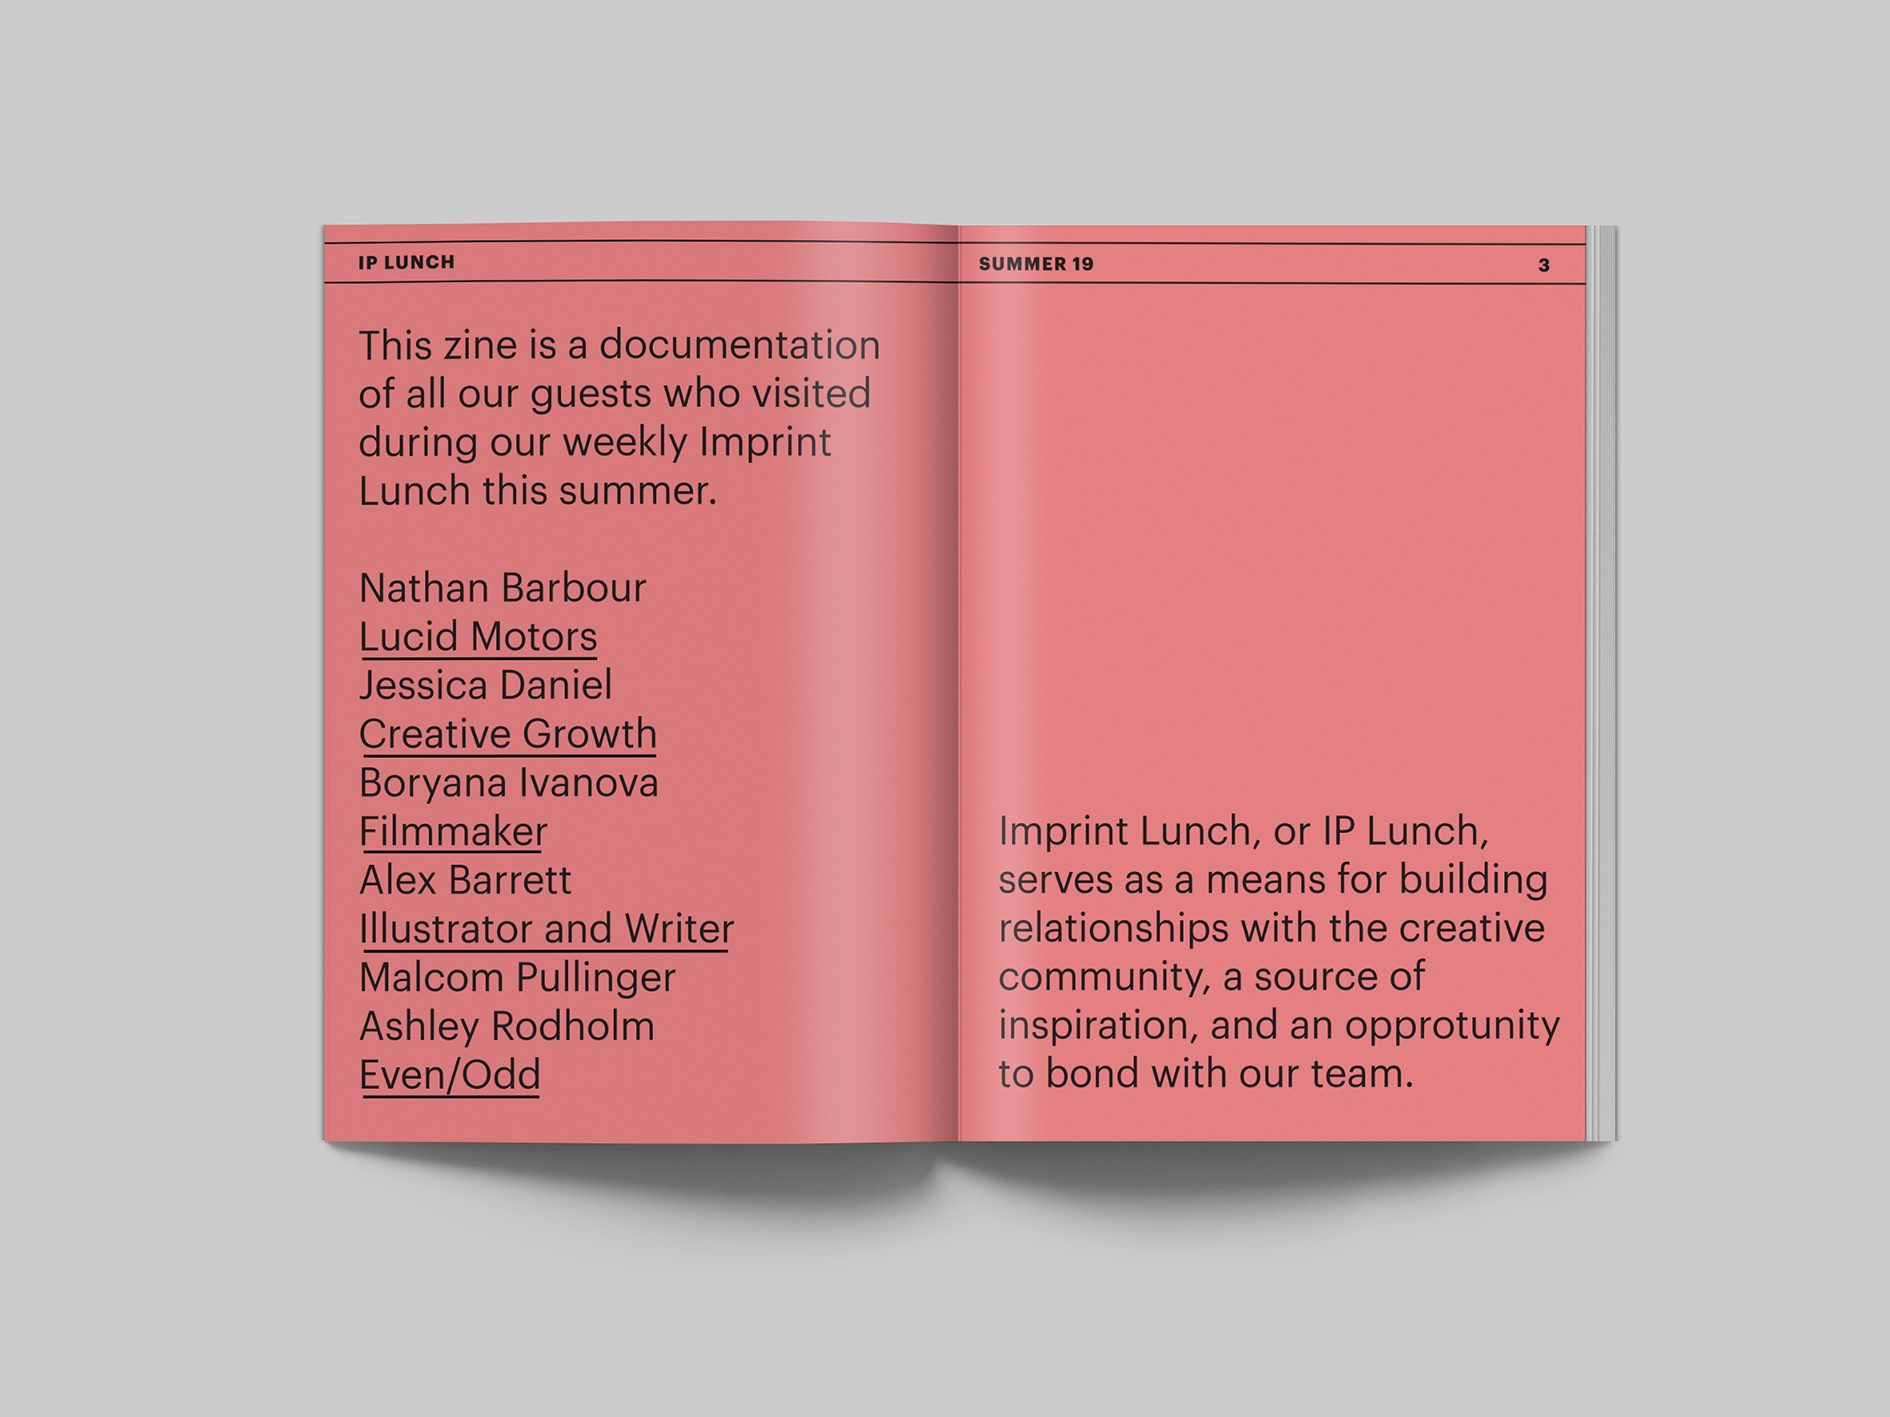 IP LUNCH
This zine is a documentation
of all our guests who visited
during our weekly Imprint
Lunch this summer.
Nathan Barbour
Lucid Motors
Jessica Daniel
Creative Growth
Boryana Ivanova
Filmmaker
Alex Barrett
Illustrator and Writer
Malcom Pullinger
Ashley Rodholm
Even/Odd
SUMMER 19
3
Imprint Lunch, or IP Lunch,
serves as a means for building
relationships with the creative
community, a source of
inspiration, and an opprotunity
to bond with our team.